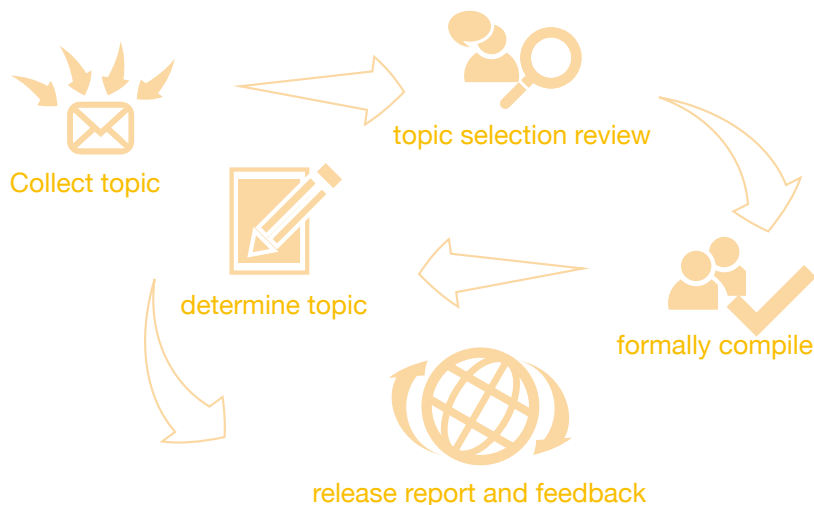 Collect topic
topic selection review
formally compile
determine topic
release report and feedback